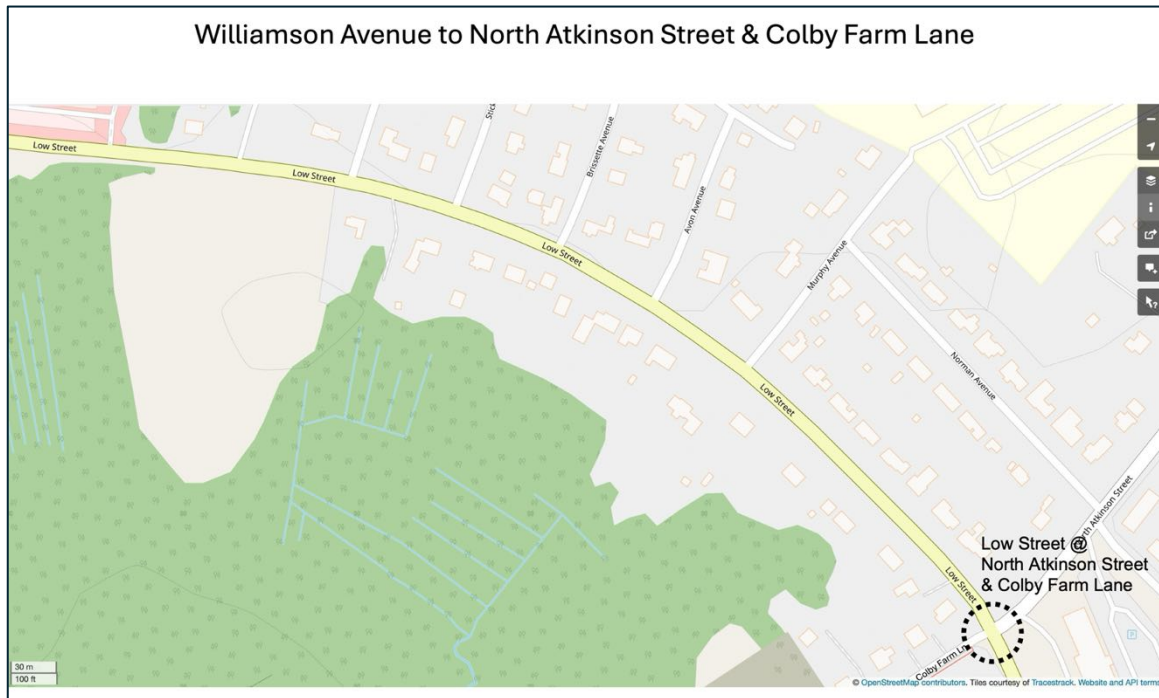 Williamson Avenue to North Atkinson Street & Colby Farm Lane
Low Street
Low Street
Stick
Brissette Avenue
Avon Avenue
Low Street
Murphy Avenue
Norman Avenue
Low Street
North Atkinson Street
Low Street @
North Atkinson Street
& Colby Farm Lane
Low Street
Colby Farm Ln
P
30 m
100 ft
© OpenStreetMap contributors. Tiles courtesy of Tracestrack. Website and API terms